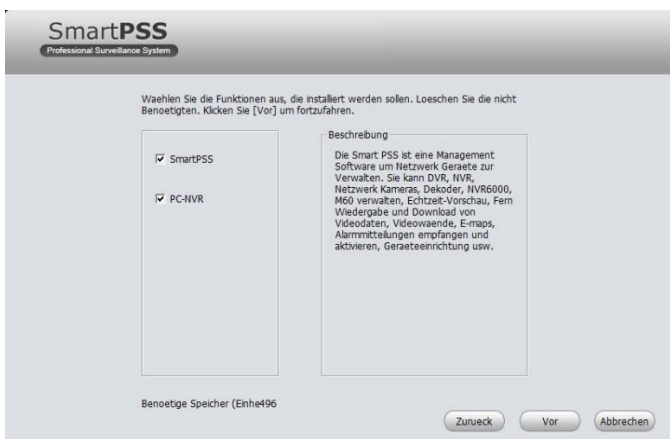 SmartPSS
Professional Surveillance System
Waehlen Sie die Funktionen aus, die installiert werden sollen. Loeschen Sie die nicht
Benoetigten. Klicken Sie [Vor] um fortzufahren.
SmartPSS
PC-NVR
Beschreibung
Die Smart PSS ist eine Management
Software um Netzwerk Geraete zur
Verwalten. Sie kann DVR, NVR,
Netzwerk Kameras, Dekoder, NVR6000,
M60 verwalten, Echtzeit-Vorschau, Fern
Wiedergabe und Download von
Videodaten, Videowaende, E-maps,
Alarmmitteilungen empfangen und
aktivieren, Geraeteeinrichtung usw.
Benoetige Speicher (Einhe496
Zurueck
Vor
Abbrechen